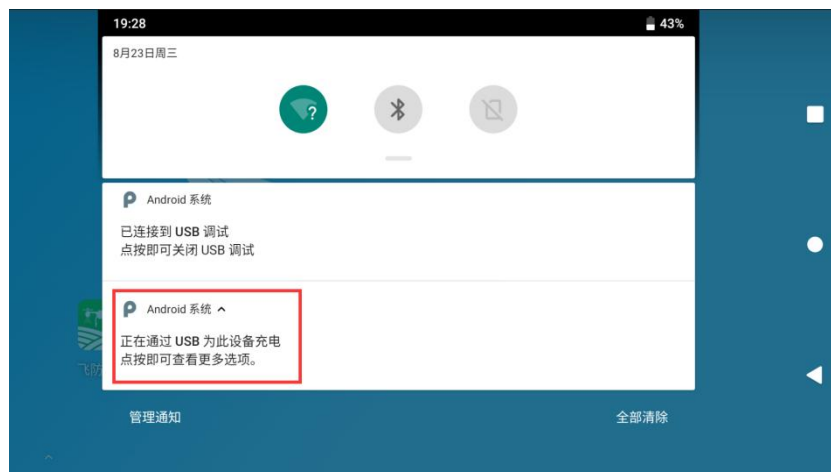 19:28
43%
8月23日周三
?
Android 系统
已连接到 USB 调试
点按即可关闭 USB 调试
Android 系统
正在通过 USB 为此设备充电
点按即可查看更多选项。
飞防
管理通知
全部清除